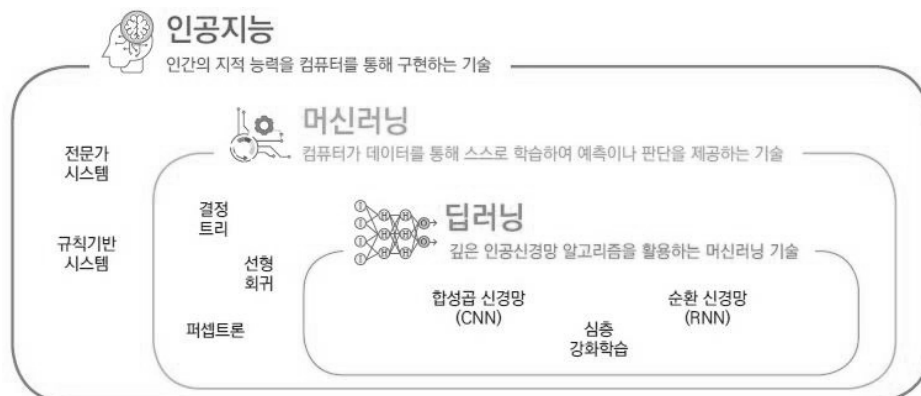 인공지능
인간의 지적 능력을 컴퓨터를 통해 구현하는 기술
머신러닝
컴퓨터가 데이터를 통해 스스로 학습하여 예측이나 판단을 제공하는 기술
전문가
시스템
규칙기반
시스템
결정
트리
선형
회귀
퍼셉트론
딥러닝
깊은 인공신경망 알고리즘을 활용하는 머신러닝 기술
합성곱 신경망
(CNN)
심층
강화학습
순환 신경망
(RNN)